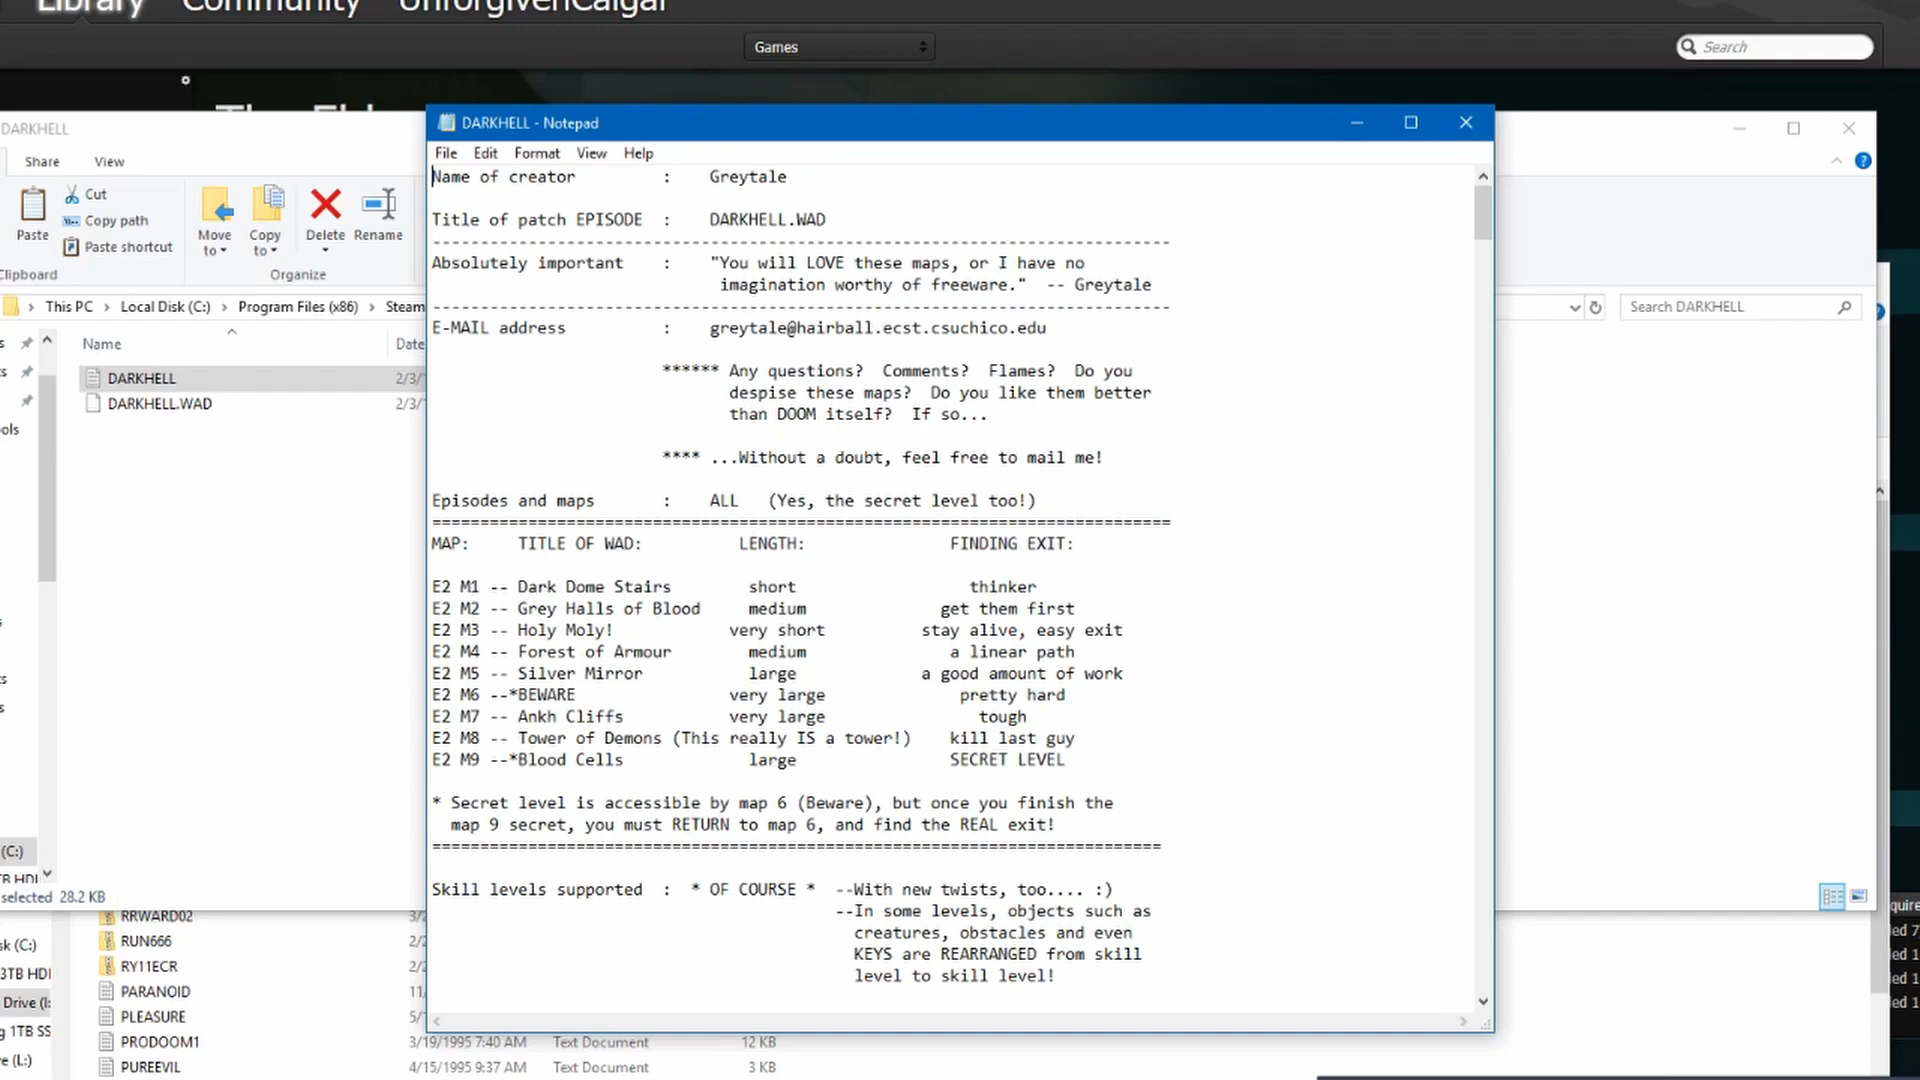 Library Community UnforgivenCalgar
Games
Search
DARKHELL
Share View
Paste
Cut
Copy path
Paste shortcut
Move to
Copy to
Delete
Rename
Organize
This PC > Local Disk (C:) > Program Files (x86) > Steam
Search DARKHELL
Name
Date
DARKHELL
2/3/
DARKHELL.WAD
2/3/
(C:)
selected 28.2 KB
DARKHELL - Notepad
File Edit Format View Help
Name of creator : Greytale
Title of patch EPISODE : DARKHELL.WAD
------------------------------------------------------------------------------
Absolutely important : "You will LOVE these maps, or I have no
imagination worthy of freeware." -- Greytale
------------------------------------------------------------------------------
E-MAIL address : greytale@hairball.ecst.csuchico.edu
****** Any questions? Comments? Flames? Do you
despise these maps? Do you like them better
than DOOM itself? If so...
**** ...Without a doubt, feel free to mail me!
Episodes and maps : ALL (Yes, the secret level too!)
=============================================================================
MAP: TITLE OF WAD: LENGTH: FINDING EXIT:
E2 M1 -- Dark Dome Stairs short thinker
E2 M2 -- Grey Halls of Blood medium get them first
E2 M3 -- Holy Moly! very short stay alive, easy exit
E2 M4 -- Forest of Armour medium a linear path
E2 M5 -- Silver Mirror large a good amount of work
E2 M6 --*BEWARE very large pretty hard
E2 M7 -- Ankh Cliffs very large tough
E2 M8 -- Tower of Demons (This really IS a tower!) kill last guy
E2 M9 --*Blood Cells large SECRET LEVEL
* Secret level is accessible by map 6 (Beware), but once you finish the
map 9 secret, you must RETURN to map 6, and find the REAL exit!
============================================================================
Skill levels supported : * OF COURSE * --With new twists, too.... :)
--In some levels, objects such as
creatures, obstacles and even
KEYS are REARRANGED from skill
level to skill level!
RRWARD02
RUN666
RY11ECR
PARANOID
PLEASURE
PRODOOM1 3/19/1995 7:40 AM Text Document 12 KB
PUREEVIL 4/15/1995 9:37 AM Text Document 3 KB